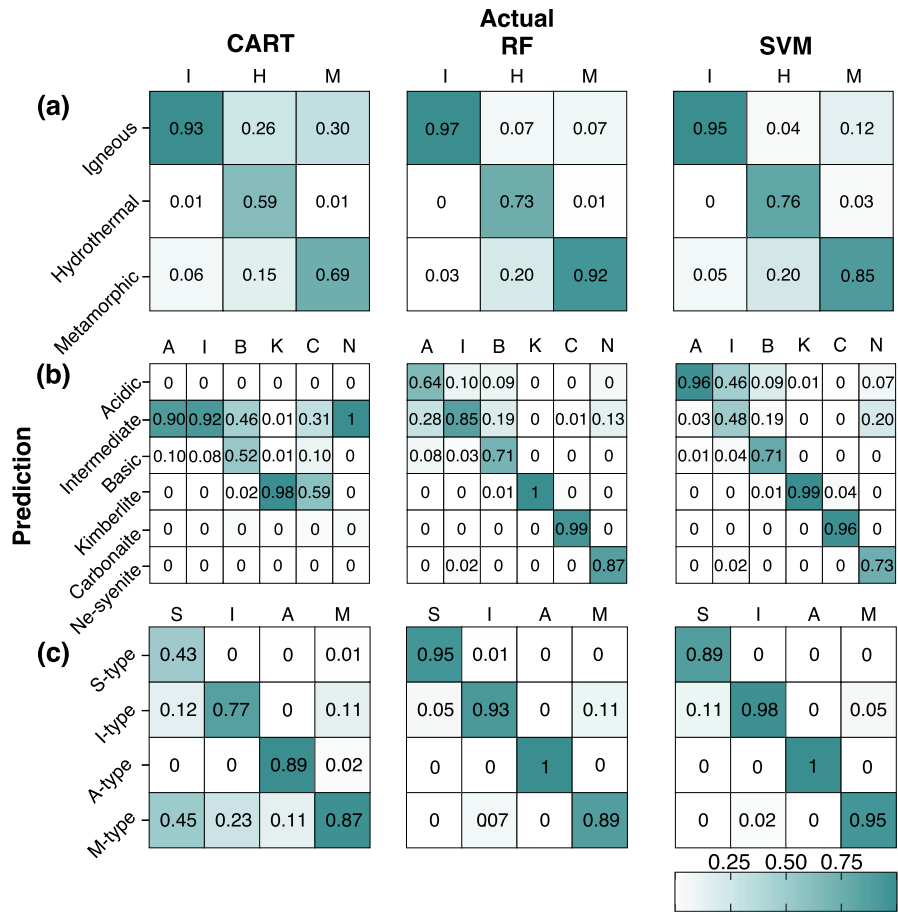 Actual
CART RF SVM
I H M I H M I H M
(a)
Igneous 0.93 0.26 0.30 0.97 0.07 0.07 0.95 0.04 0.12
Hydrothermal 0.01 0.59 0.01 0 0.73 0.01 0 0.76 0.03
Metamorphic 0.06 0.15 0.69 0.03 0.20 0.92 0.05 0.20 0.85
A I B K C N A I B K C N A I B K C N
(b)
Acidic 0 0 0 0 0 0 0.64 0.10 0.09 0 0 0 0.96 0.46 0.09 0.01 0 0.07
Intermediate 0.90 0.92 0.46 0.01 0.31 1 0.28 0.85 0.19 0 0.01 0.13 0.03 0.48 0.19 0 0 0.20
Basic 0.10 0.08 0.52 0.01 0.10 0 0.08 0.03 0.71 0 0 0 0.01 0.04 0.71 0 0 0
Kimberlite 0 0 0.02 0.98 0.59 0 0 0 0.01 1 0 0 0 0 0.01 0.99 0.04 0
Carbonaite 0 0 0 0 0 0 0 0 0 0 0.99 0 0 0 0 0 0.96 0
Ne-syenite 0 0 0 0 0 0 0 0.02 0 0 0 0.87 0 0.02 0 0 0 0.73
Prediction
S I A M S I A M S I A M
(c)
S-type 0.43 0 0 0.01 0.95 0.01 0 0 0.89 0 0 0
I-type 0.12 0.77 0 0.11 0.05 0.93 0 0.11 0.11 0.98 0 0.05
A-type 0 0 0.89 0.02 0 0 1 0 0 0 1 0
M-type 0.45 0.23 0.11 0.87 0 007 0 0.89 0 0.02 0 0.95
0.25 0.50 0.75